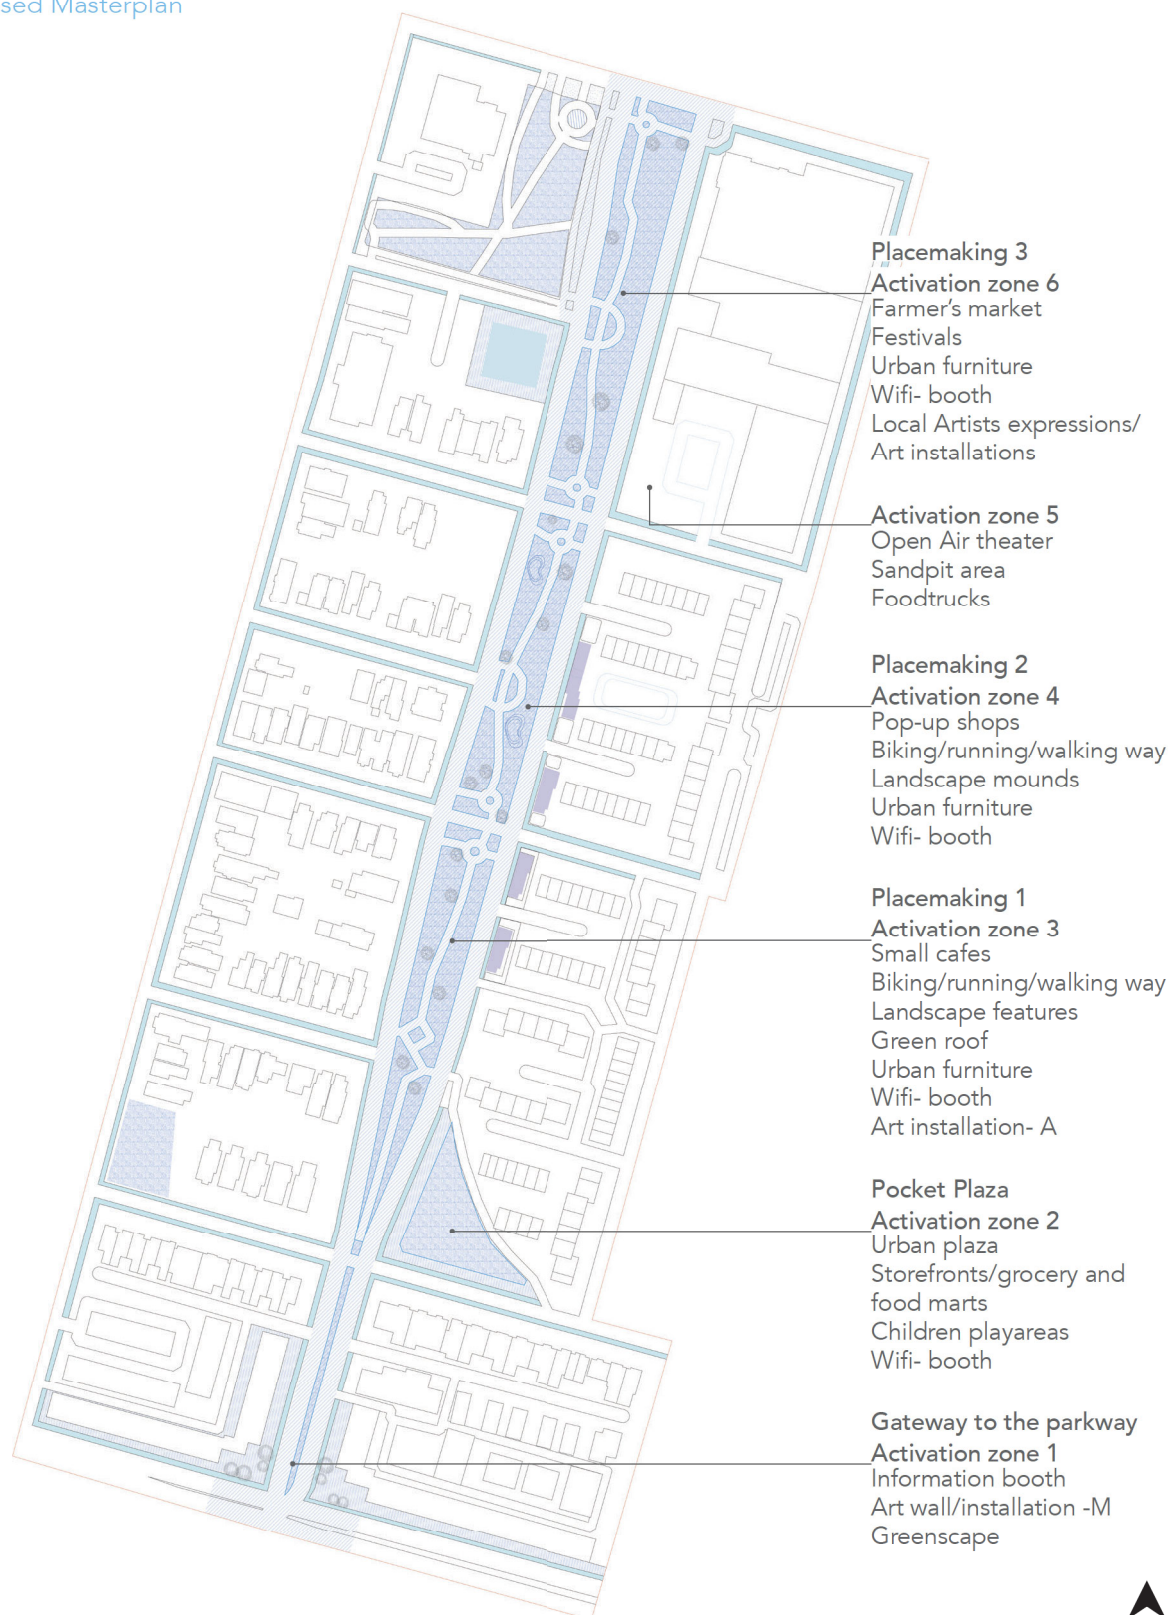 sed Masterplan
Placemaking 3
Activation zone 6
Farmer's market
Festivals
Urban furniture
Wifi- booth
Local Artists expressions/
Art installations
Activation zone 5
Open Air theater
Sandpit area
Foodtrucks
Placemaking 2
Activation zone 4
Pop-up shops
Biking/running/walking way
Landscape mounds
Urban furniture
Wifi- booth
Placemaking 1
Activation zone 3
Small cafes
Biking/running/walking way
Landscape features
Green roof
Urban furniture
Wifi- booth
Art installation- A
Pocket Plaza
Activation zone 2
Urban plaza
Storefronts/grocery and
food marts
Children playareas
Wifi- booth
Gateway to the parkway
Activation zone 1
Information booth
Art wall/installation -M
Greenscape